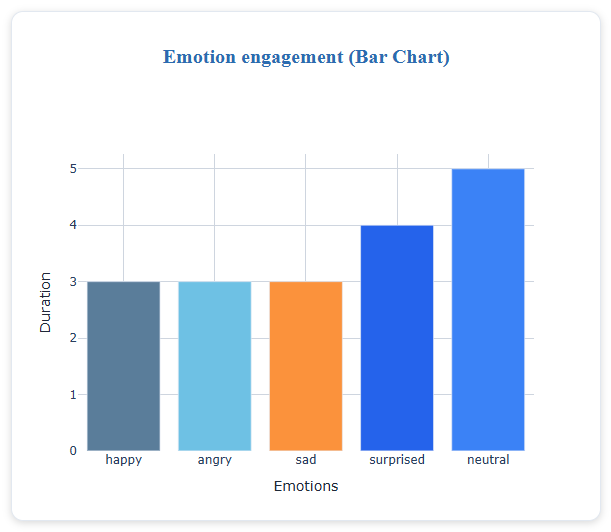 Emotion engagement (Bar Chart)
5
4
3
2
1
0
Duration
happy angry sad surprised neutral
Emotions